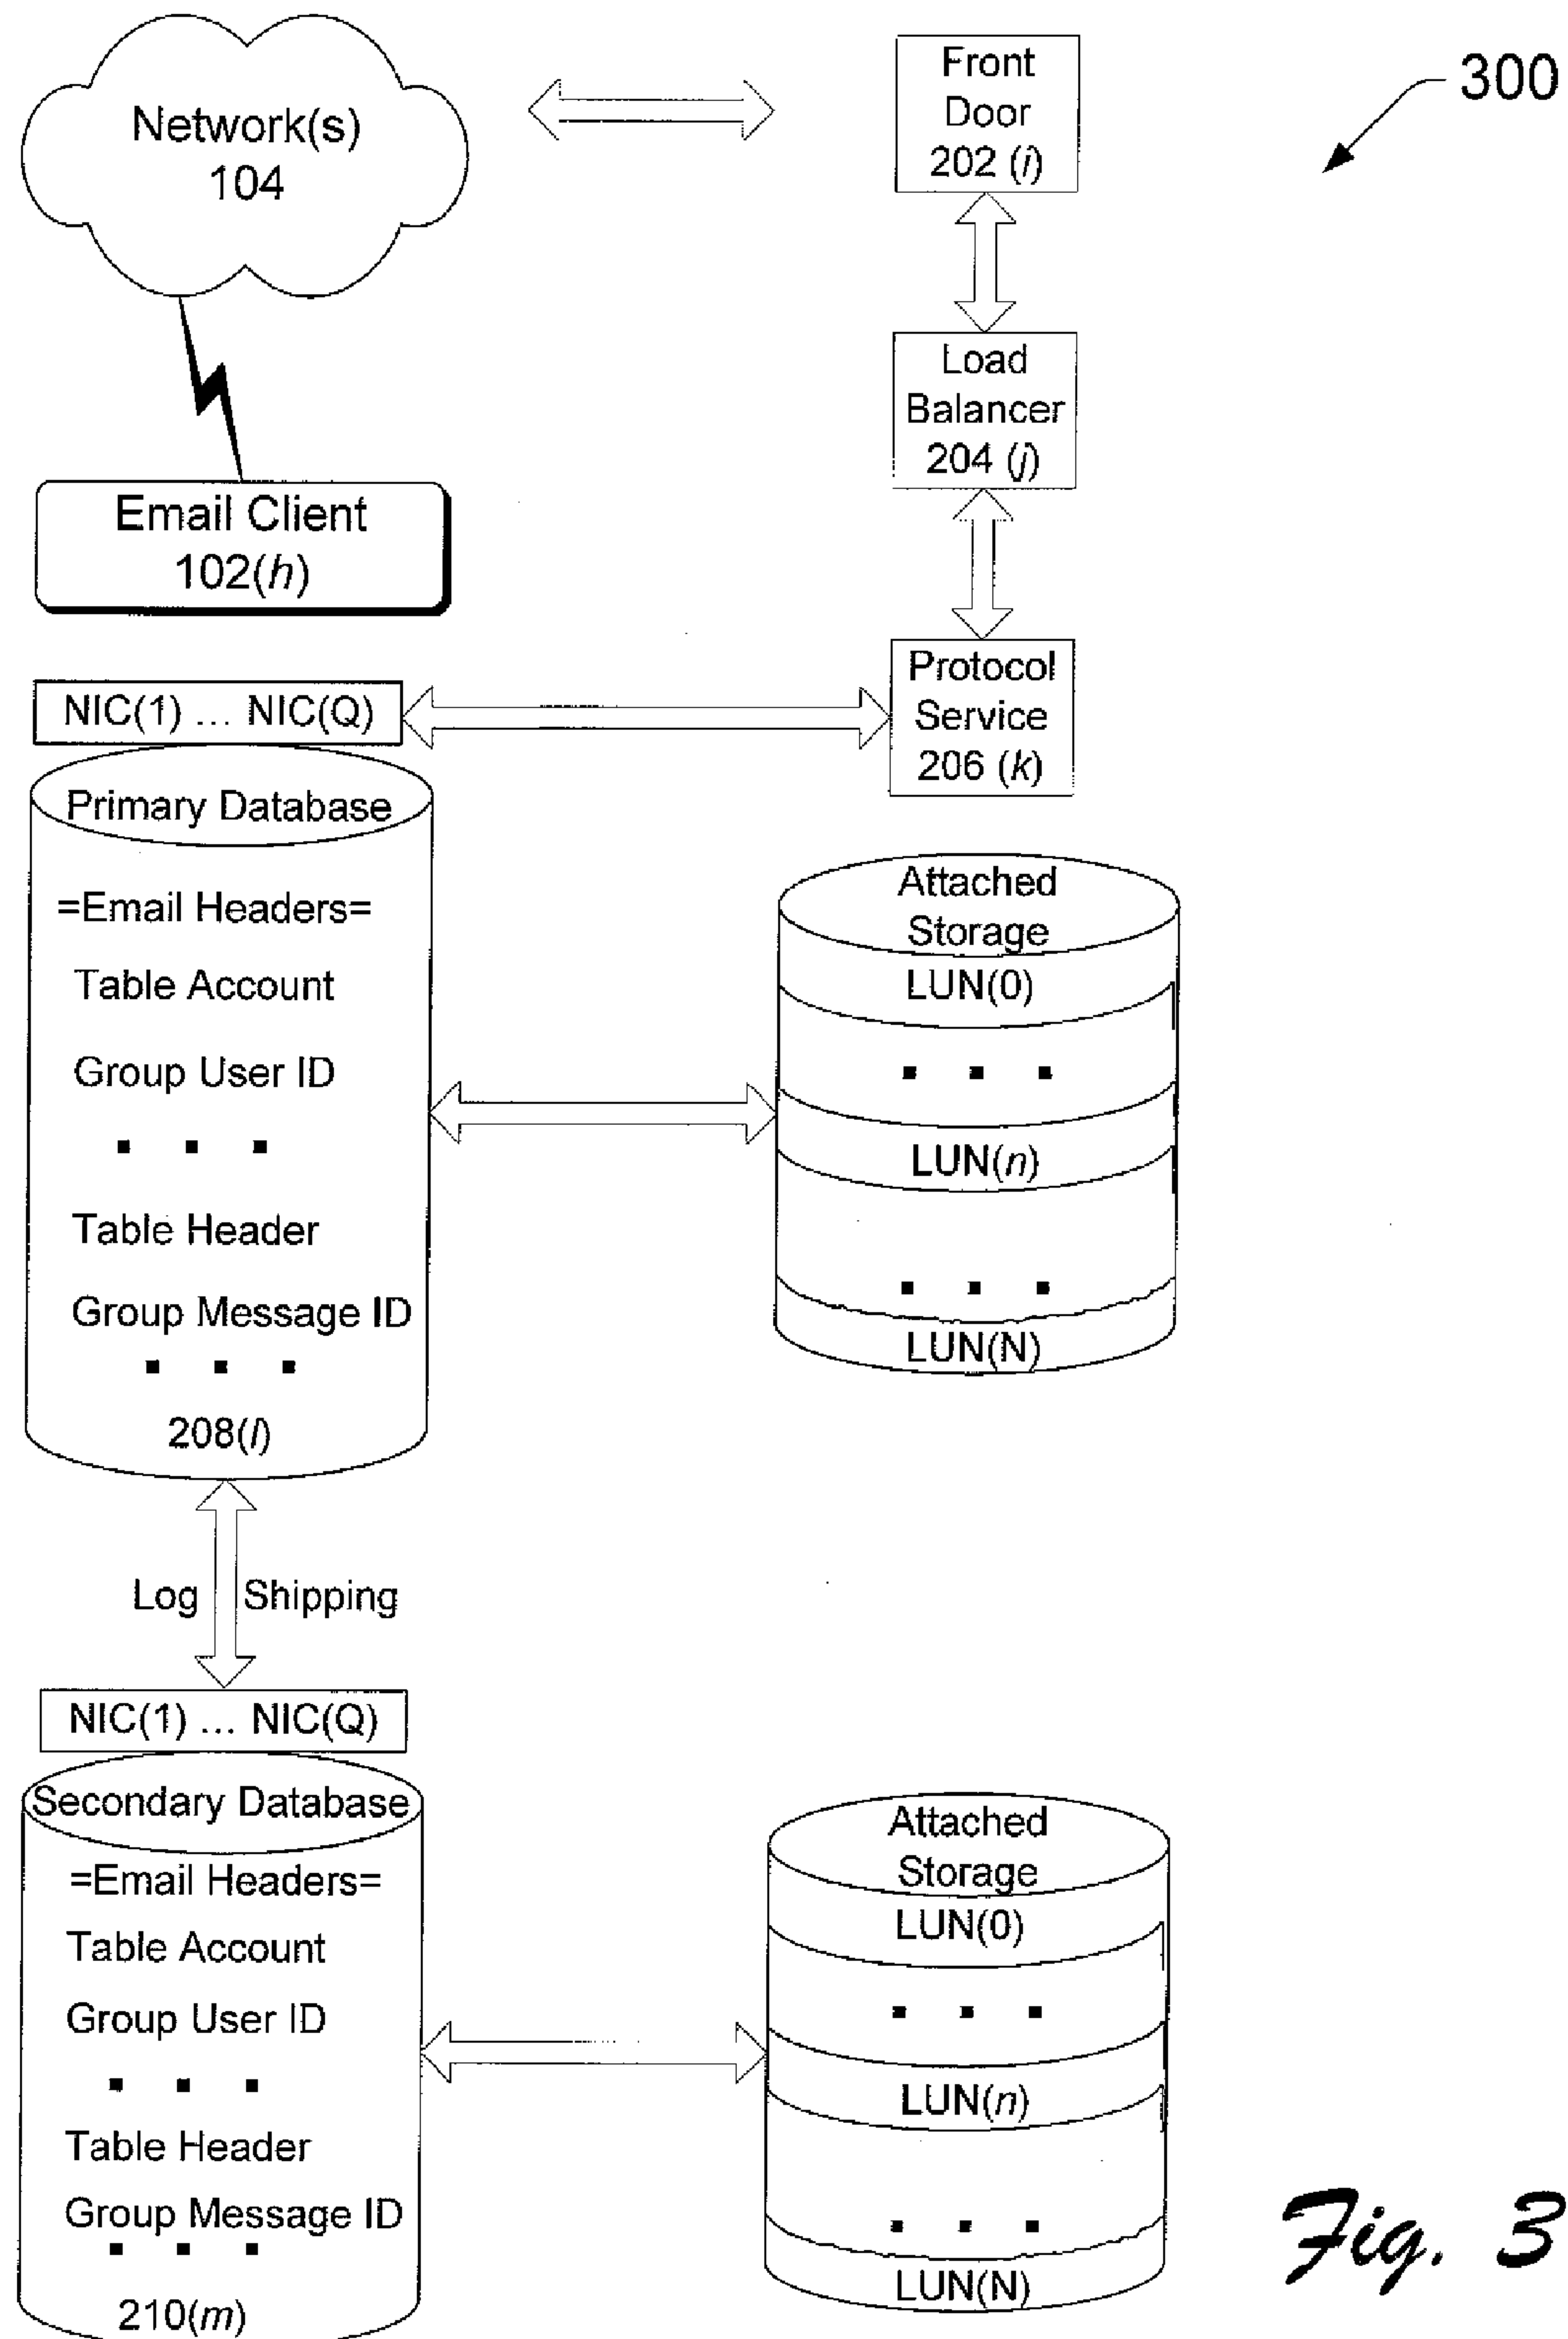 Network(s)
104
Front
Door
202 (i)
300
Load
Balancer
204 (j)
Email Client
102(h)
Protocol
Service
206 (k)
NIC(1) ... NIC(Q)
Primary Database
=Email Headers=
Table Account
Group User ID
. . .
Table Header
Group Message ID
. . .
208(l)
Attached
Storage
LUN(0)
. . .
LUN(n)
. . .
LUN(N)
Log Shipping
NIC(1) ... NIC(Q)
Secondary Database
=Email Headers=
Table Account
Group User ID
. . .
Table Header
Group Message ID
. . .
210(m)
Attached
Storage
LUN(0)
. . .
LUN(n)
. . .
LUN(N)
Fig. 3